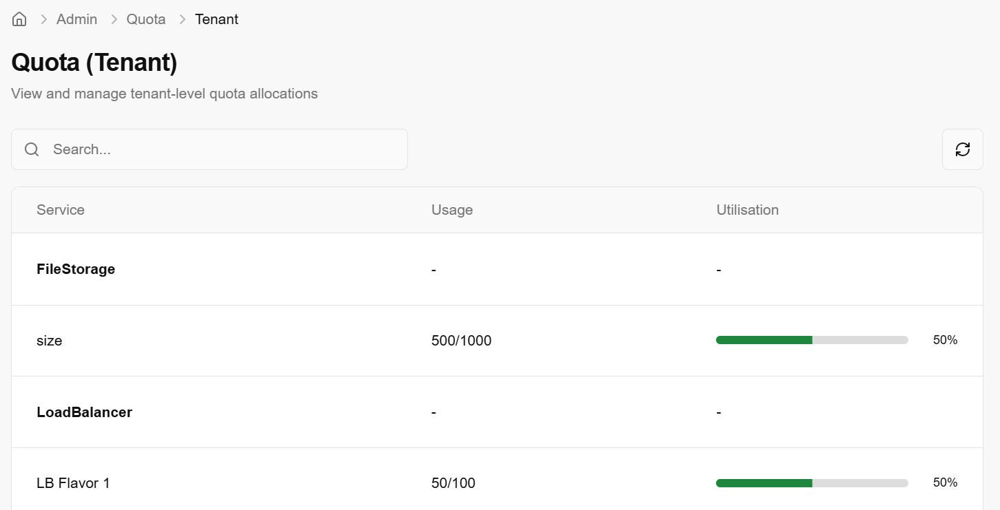 Admin Quota Tenant
Quota (Tenant)
View and manage tenant-level quota allocations
Search...
Service Usage Utilisation
FileStorage - -
size 500/1000 50%
LoadBalancer - -
LB Flavor 1 50/100 50%